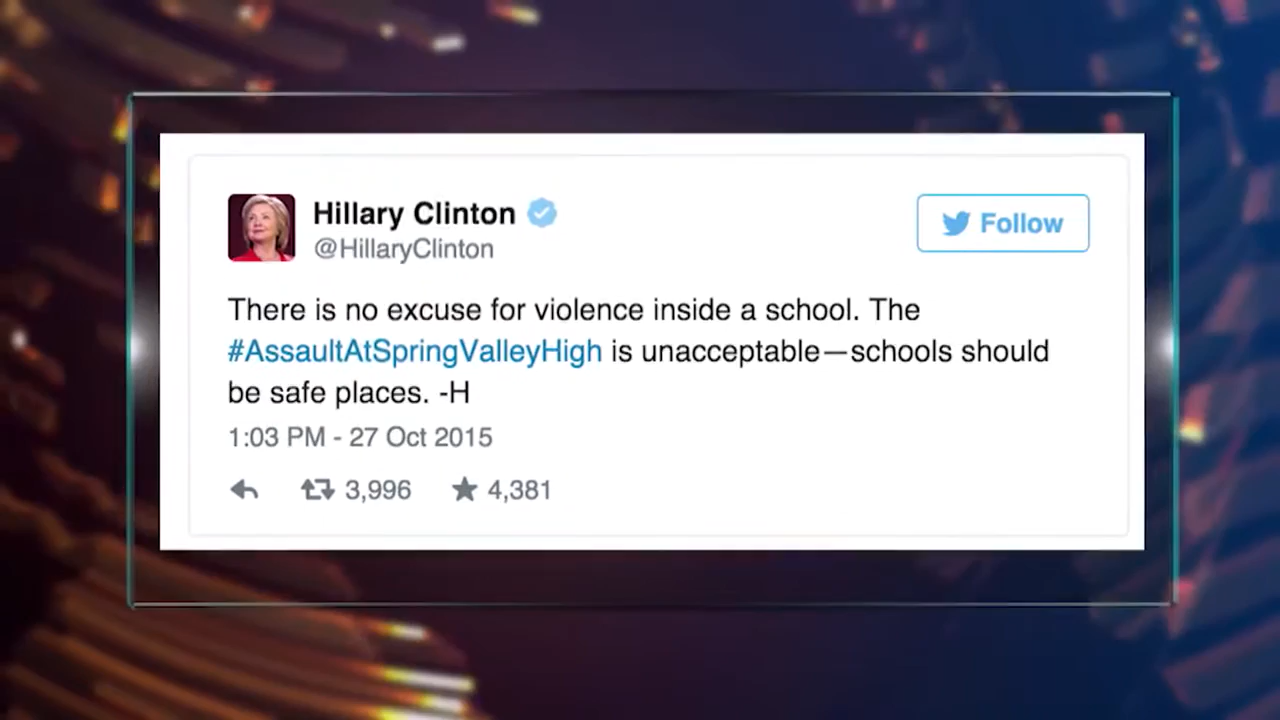 Hillary Clinton
@HillaryClinton
Follow
There is no excuse for violence inside a school. The
#AssaultAtSpringValleyHigh is unacceptable—schools should
be safe places. -H
1:03 PM - 27 Oct 2015
3,996 4,381